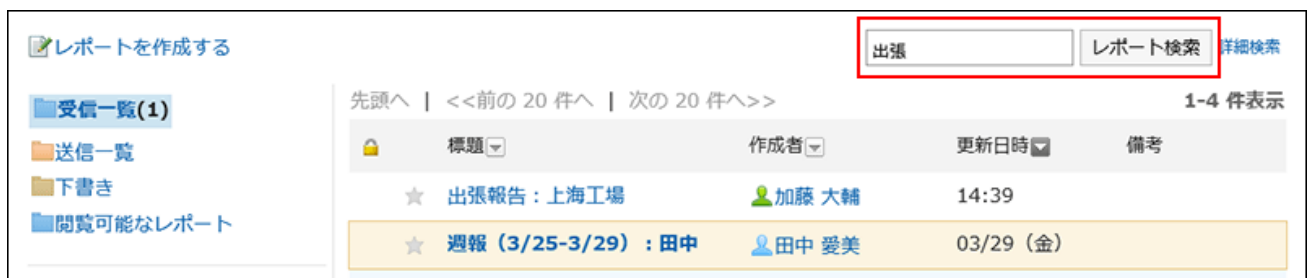 レポートを作成する
出張 レポート検索 詳細検索
受信一覧(1)
送信一覧
下書き
閲覧可能なレポート
先頭へ | <<前の 20 件へ | 次の 20 件へ>> 1-4 件表示
標題 作成者 更新日時 備考
出張報告：上海工場 加藤 大輔 14:39
週報（3/25-3/29）：田中 田中 愛美 03/29（金）